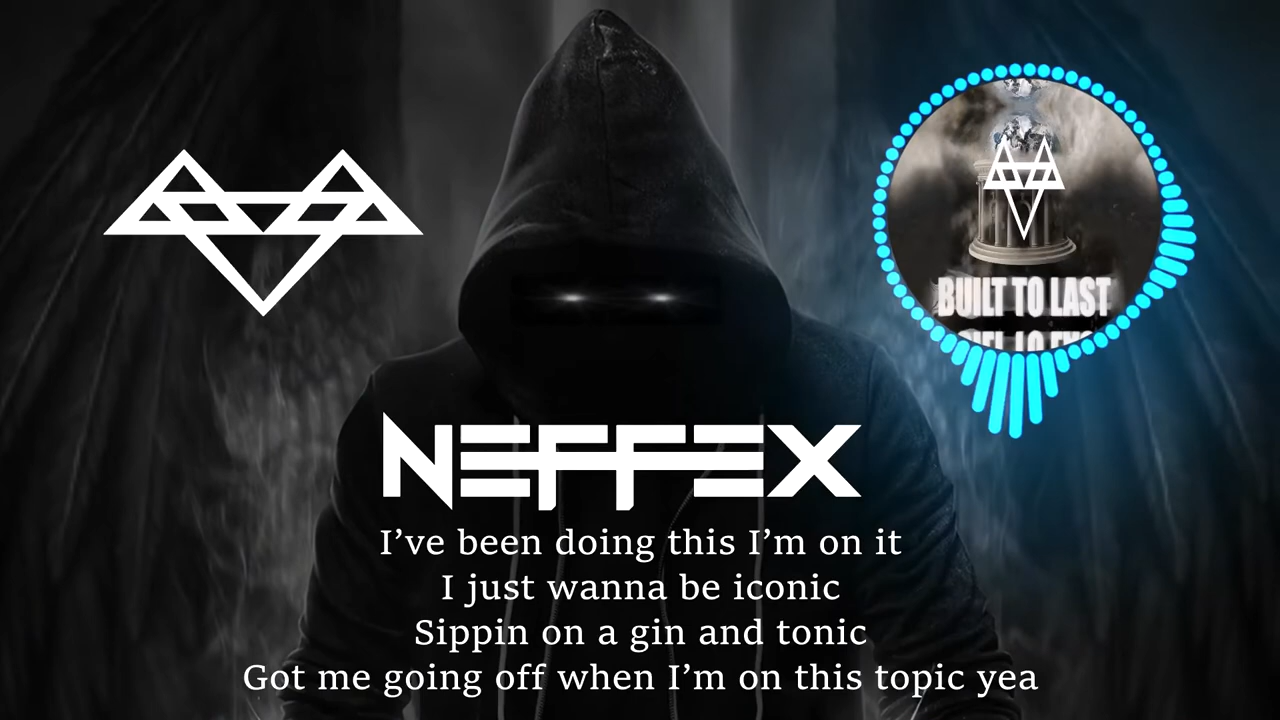 BUILT TO LAST
NEFFEX
I’ve been doing this I’m on it
I just wanna be iconic
Sippin on a gin and tonic
Got me going off when I’m on this topic yea